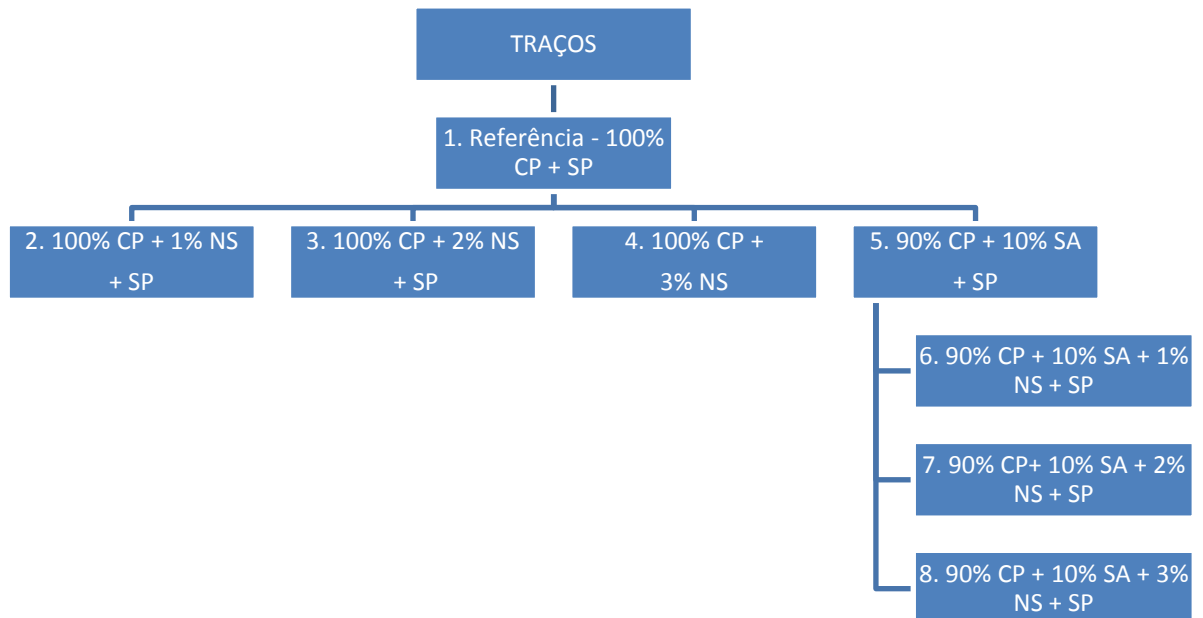 TRAÇOS
1. Referência - 100%
CP + SP
2. 100% CP + 1% NS
+ SP
3. 100% CP + 2% NS
+ SP
4. 100% CP +
3% NS
5. 90% CP + 10% SA
+ SP
6. 90% CP + 10% SA + 1%
NS + SP
7. 90% CP+ 10% SA + 2%
NS + SP
8. 90% CP + 10% SA + 3%
NS + SP